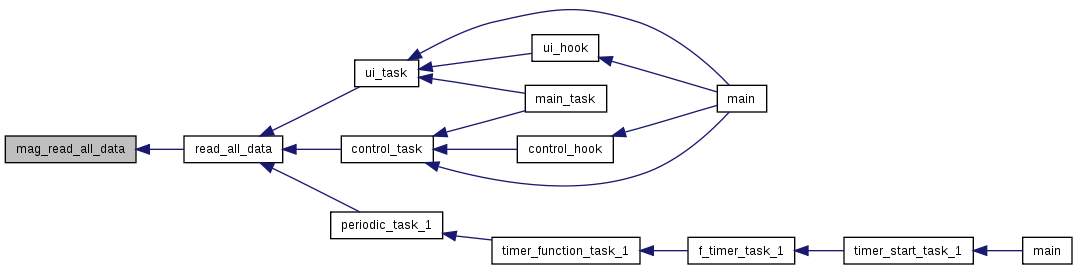 mag_read_all_data
read_all_data
ui_task
control_task
periodic_task_1
ui_hook
main_task
control_hook
timer_function_task_1
main
f_timer_task_1
timer_start_task_1
main